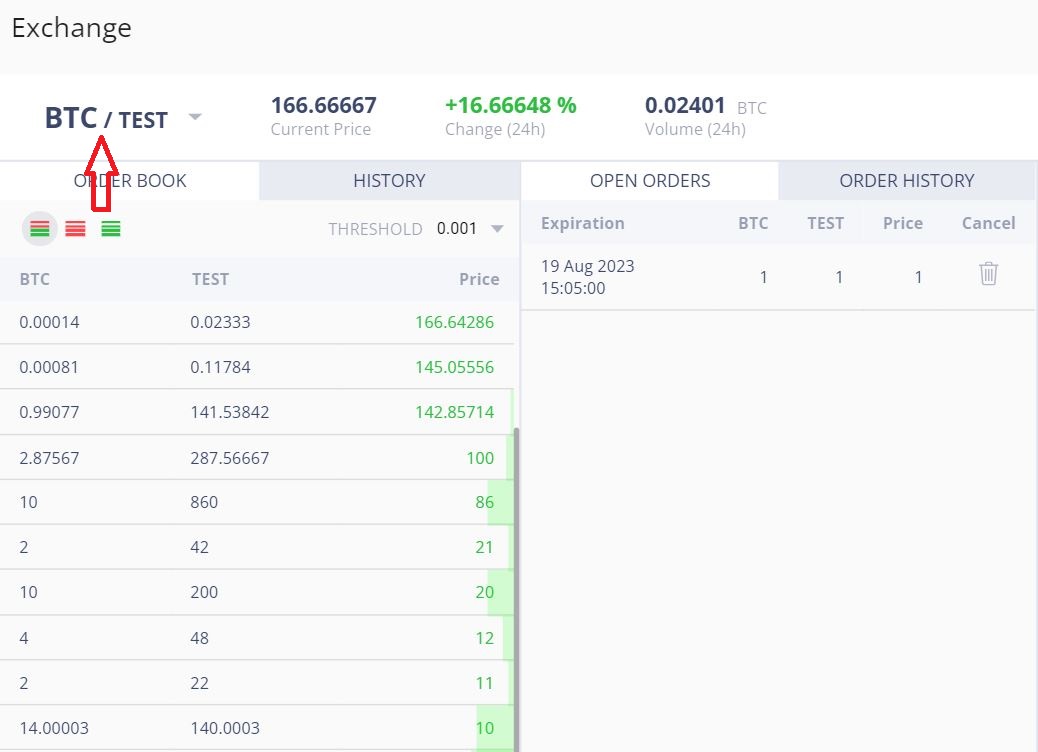 Exchange
BTC / TEST
166.66667
Current Price
+16.66648 %
Change (24h)
0.02401 BTC
Volume (24h)
ORDER BOOK
HISTORY
OPEN ORDERS
ORDER HISTORY
THRESHOLD 0.001
BTC TEST Price
0.00014 0.02333 166.64286
0.00081 0.11784 145.05556
0.99077 141.53842 142.85714
2.87567 287.56667 100
10 860 86
2 42 21
10 200 20
4 48 12
2 22 11
14.00003 140.0003 10
Expiration BTC TEST Price Cancel
19 Aug 2023
15:05:00 1 1 1